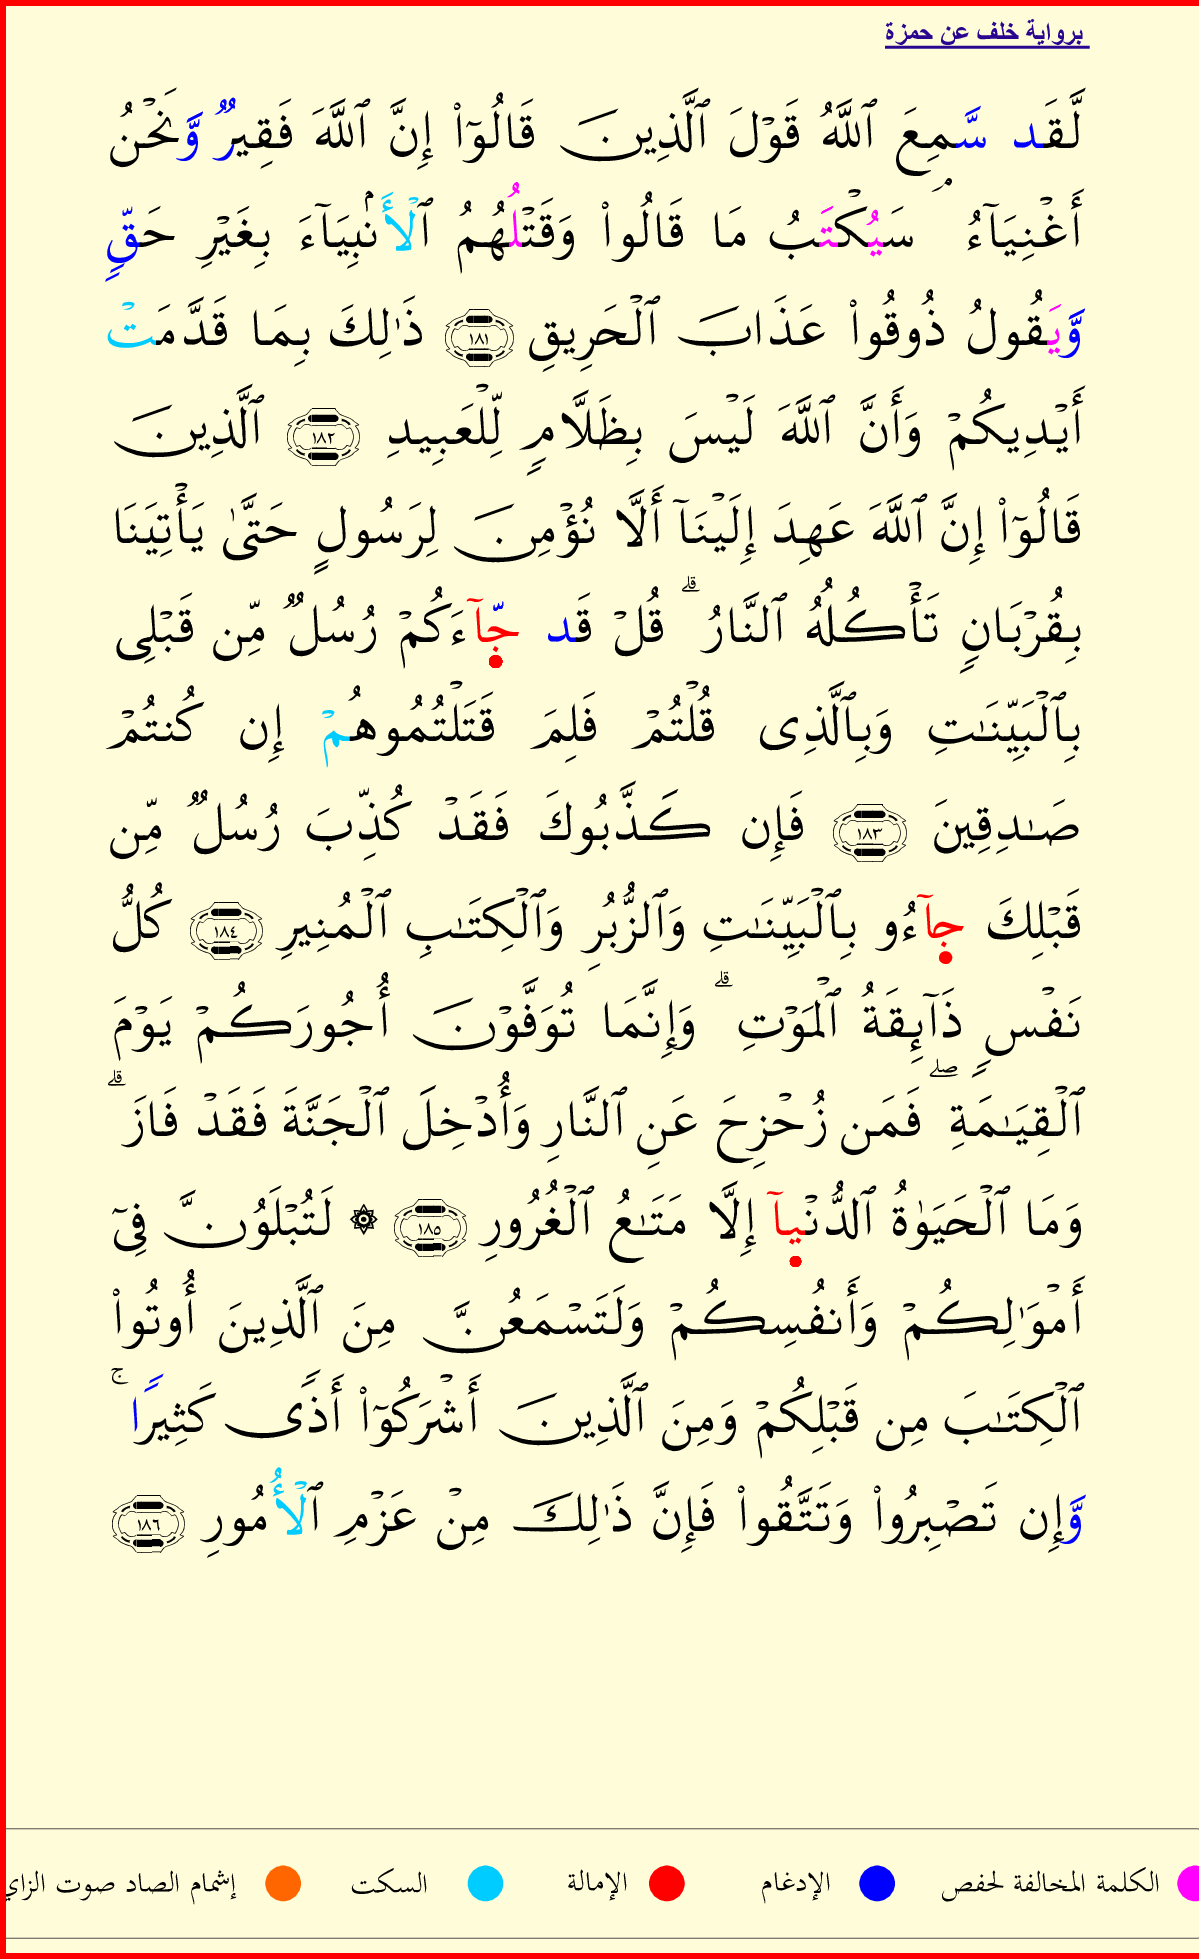 برواية خلف عن حمزة
لَّقَد سَّمِعَ ٱللَّهُ قَوۡلَ ٱلَّذِينَ قَالُوٓاْ إِنَّ ٱللَّهَ فَقِيرٞ وَّنَحۡنُ
أَغۡنِيَآءُۘ سَيُكۡتَبُ مَا قَالُواْ وَقَتۡلُهُمُ ٱلۡأَنۢبِيَآءَ بِغَيۡرِ حَقّٖ
وَّيَقُولُ ذُوقُواْ عَذَابَ ٱلۡحَرِيقِ ١٨١ ذَٰلِكَ بِمَا قَدَّمَتۡ
أَيۡدِيكُمۡ وَأَنَّ ٱللَّهَ لَيۡسَ بِظَلَّامٖ لِّلۡعَبِيدِ ١٨٢ ٱلَّذِينَ
قَالُوٓاْ إِنَّ ٱللَّهَ عَهِدَ إِلَيۡنَآ أَلَّا نُؤۡمِنَ لِرَسُولٍ حَتَّىٰ يَأۡتِيَنَا
بِقُرۡبَانٖ تَأۡكُلُهُ ٱلنَّارُۗ قُلۡ قَد جَّآءَكُمۡ رُسُلٞ مِّن قَبۡلِى
بِٱلۡبَيِّنَٰتِ وَبِٱلَّذِى قُلۡتُمۡ فَلِمَ قَتَلۡتُمُوهُمۡ إِن كُنتُمۡ
صَٰدِقِينَ ١٨٣ فَإِن كَذَّبُوكَ فَقَدۡ كُذِّبَ رُسُلٞ مِّن
قَبۡلِكَ جَآءُو بِٱلۡبَيِّنَٰتِ وَٱلزُّبُرِ وَٱلۡكِتَٰبِ ٱلۡمُنِيرِ ١٨٤ كُلُّ
نَفۡسٖ ذَآئِقَةُ ٱلۡمَوۡتِۗ وَإِنَّمَا تُوَفَّوۡنَ أُجُورَكُمۡ يَوۡمَ
ٱلۡقِيَٰمَةِۖ فَمَن زُحۡزِحَ عَنِ ٱلنَّارِ وَأُدۡخِلَ ٱلۡجَنَّةَ فَقَدۡ فَازَۗ
وَمَا ٱلۡحَيَوٰةُ ٱلدُّنۡيَآ إِلَّا مَتَٰعُ ٱلۡغُرُورِ ١٨٥ ۞ لَتُبۡلَوُنَّ فِىٓ
أَمۡوَٰلِكُمۡ وَأَنفُسِكُمۡ وَلَتَسۡمَعُنَّ مِنَ ٱلَّذِينَ أُوتُواْ
ٱلۡكِتَٰبَ مِن قَبۡلِكُمۡ وَمِنَ ٱلَّذِينَ أَشۡرَكُوٓاْ أَذٗى كَثِيرٗاۚ
وَّإِن تَصۡبِرُواْ وَتَتَّقُواْ فَإِنَّ ذَٰلِكَ مِنۡ عَزۡمِ ٱلۡأُمُورِ ١٨٦
الكلمة المخالفة لحفص الإدغام الإمالة السكت إشمام الصاد صوت الزاي